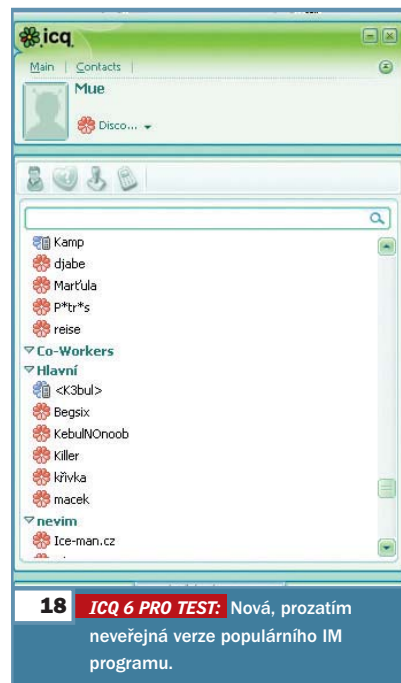 icq
Main | Contacts |
Mue
Disco...
Kamp
djabe
Marťula
P*tr*s
reise
Co-Workers
Hlavní
<K3bul>
Begsix
KebulNOnoob
Killer
křivka
macek
nevim
Ice-man.cz
18 ICQ 6 PRO TEST: Nová, prozatím
neveřejná verze populárního IM
programu.